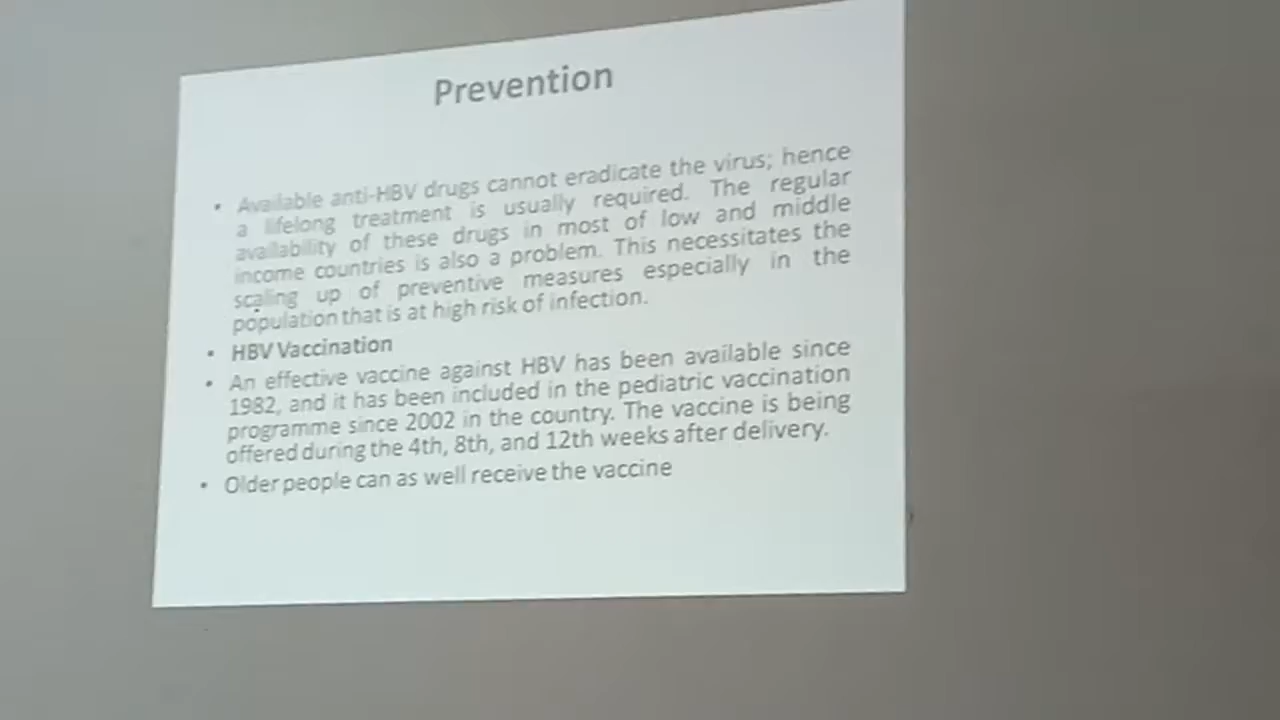 Prevention
• Available anti-HBV drugs cannot eradicate the virus; hence
a lifelong treatment is usually required. The regular
availability of these drugs in most of low and middle
income countries is also a problem. This necessitates the
scaling up of preventive measures especially in the
population that is at high risk of infection.
• HBV Vaccination
• An effective vaccine against HBV has been available since
1982, and it has been included in the pediatric vaccination
programme since 2002 in the country. The vaccine is being
offered during the 4th, 8th, and 12th weeks after delivery.
• Older people can as well receive the vaccine